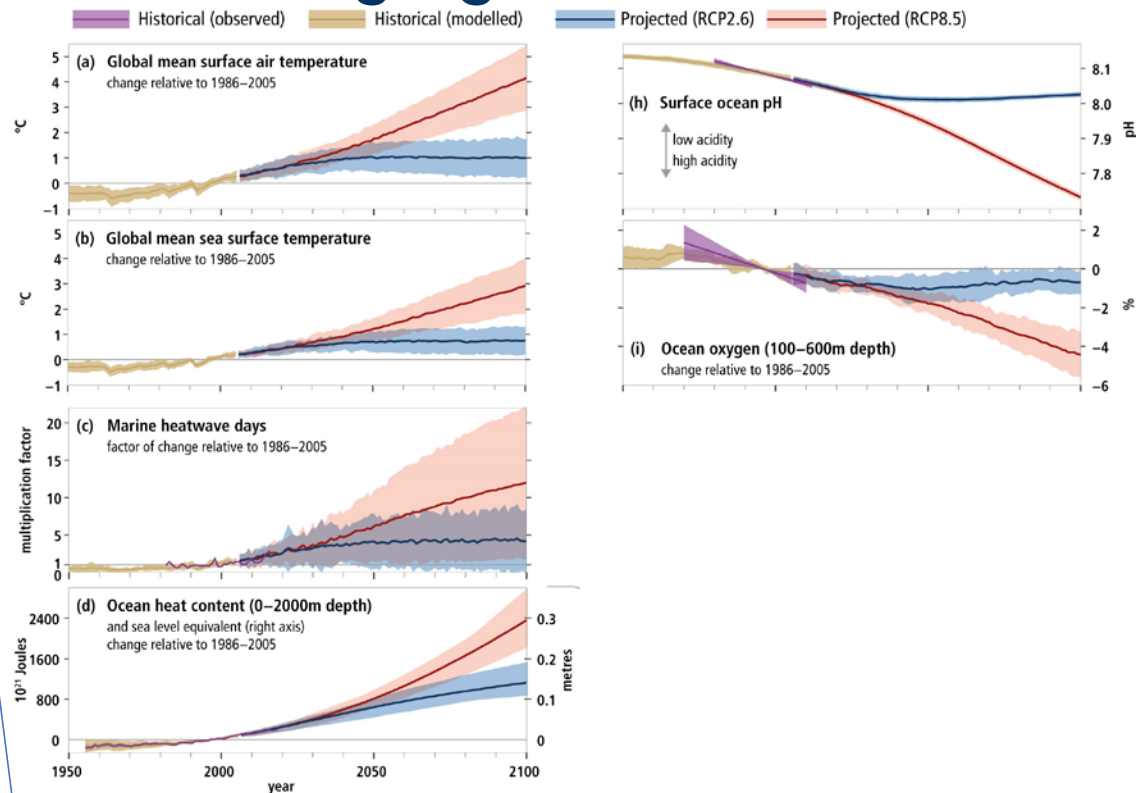 Historical (observed) Historical (modelled) Projected (RCP2.6) Projected (RCP8.5)
(a) Global mean surface air temperature
change relative to 1986–2005
°C
5
4
3
2
1
0
−1
1950 2000 2050 2100
(b) Global mean sea surface temperature
change relative to 1986–2005
°C
5
4
3
2
1
0
−1
(c) Marine heatwave days
factor of change relative to 1986–2005
multiplication factor
20
15
10
5
1
0
(d) Ocean heat content (0–2000m depth)
and sea level equivalent (right axis)
change relative to 1986–2005
10²¹ Joules
2400
1600
800
0
0.3
0.2
0.1
0
metres
1950 2000 2050 2100
year
(h) Surface ocean pH
low acidity
high acidity
8.1
8.0
7.9
7.8
pH
2
0
−2
−4
−6
%
(i) Ocean oxygen (100–600m depth)
change relative to 1986–2005